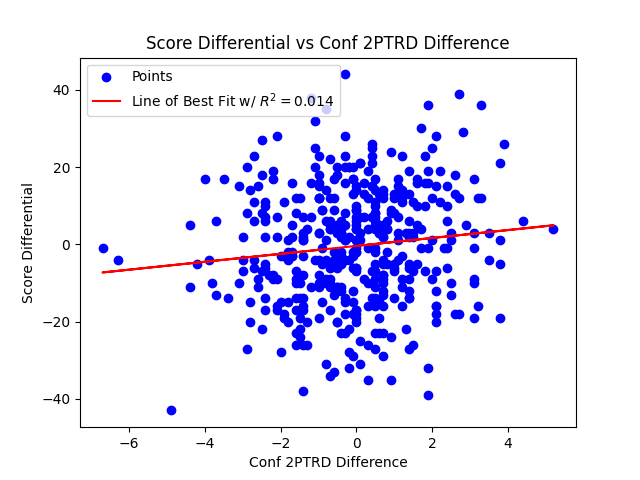 Score Differential vs Conf 2PTRD Difference
Points
Line of Best Fit w/ R² = 0.014
Score Differential
40
20
0
−20
−40
−6
−4
−2
0
2
4
Conf 2PTRD Difference